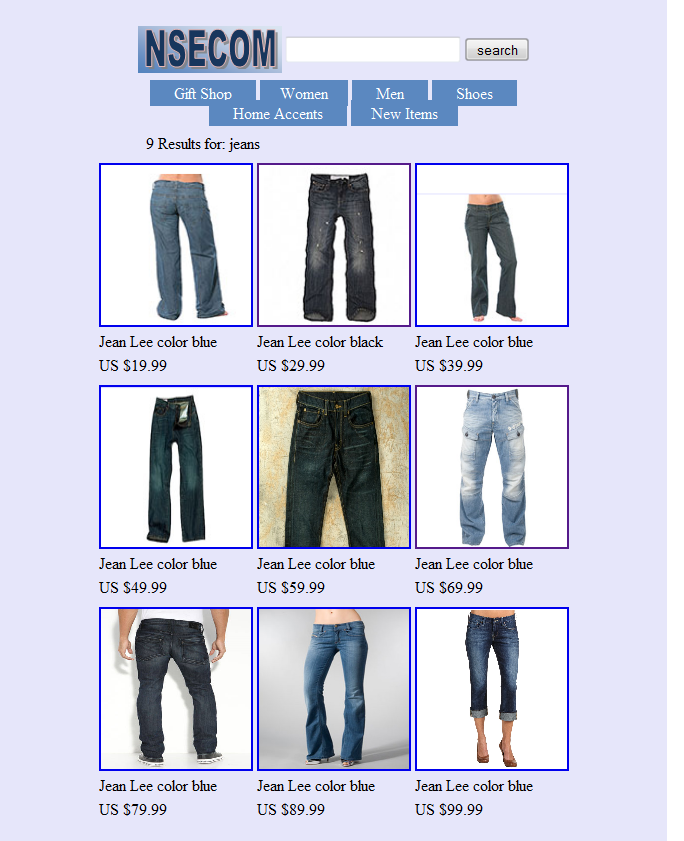 NSECOM
search
Gift Shop Women Men Shoes
Home Accents New Items
9 Results for: jeans
Jean Lee color blue Jean Lee color black Jean Lee color blue
US $19.99 US $29.99 US $39.99
Jean Lee color blue Jean Lee color blue Jean Lee color blue
US $49.99 US $59.99 US $69.99
Jean Lee color blue Jean Lee color blue Jean Lee color blue
US $79.99 US $89.99 US $99.99